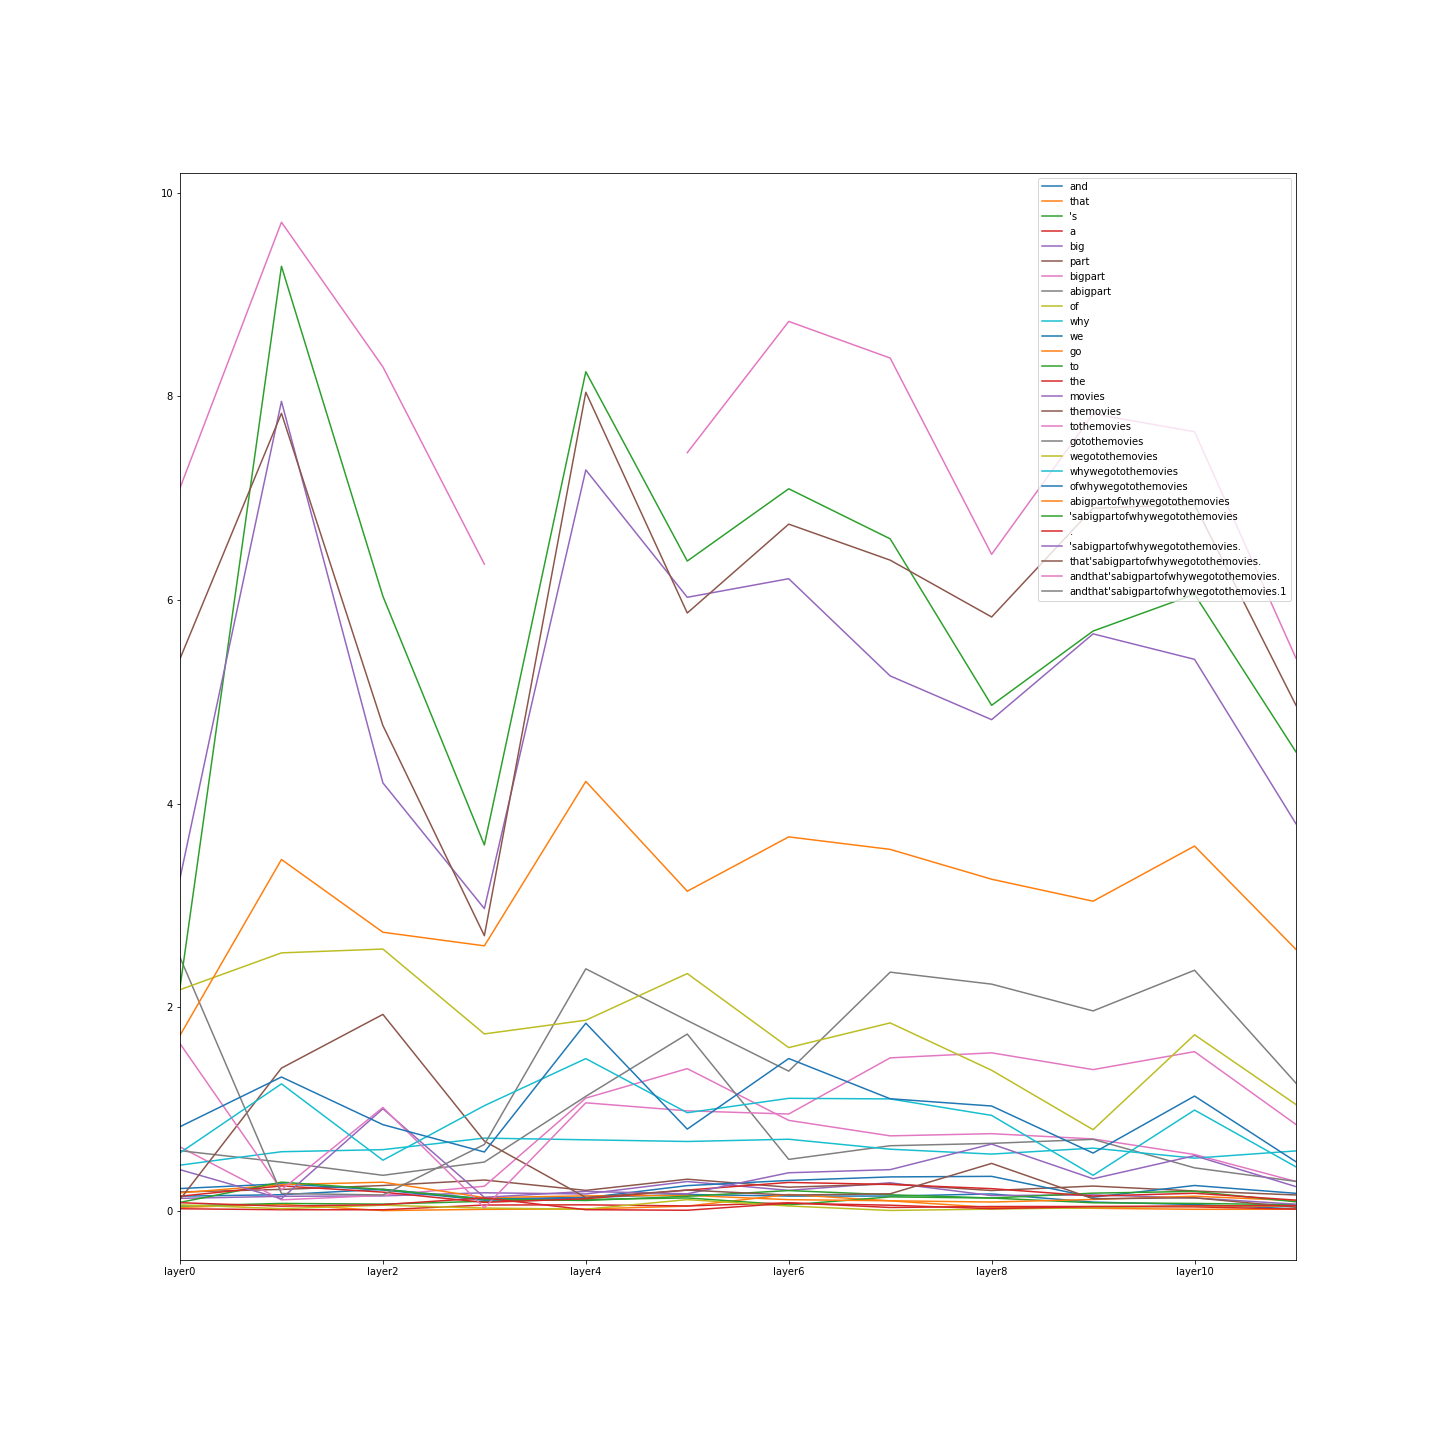 10
8
6
4
2
0
layer0 layer2 layer4 layer6 layer8 layer10
and
that
's
a
big
part
bigpart
abigpart
of
why
we
go
to
the
movies
themovies
tothemovies
gotothemovies
wegotothemovies
whywegotothemovies
ofwhywegotothemovies
abigpartofwhywegotothemovies
'sabigpartofwhywegotothemovies
.
'sabigpartofwhywegotothemovies.
that'sabigpartofwhywegotothemovies.
andthat'sabigpartofwhywegotothemovies.
andthat'sabigpartofwhywegotothemovies.1